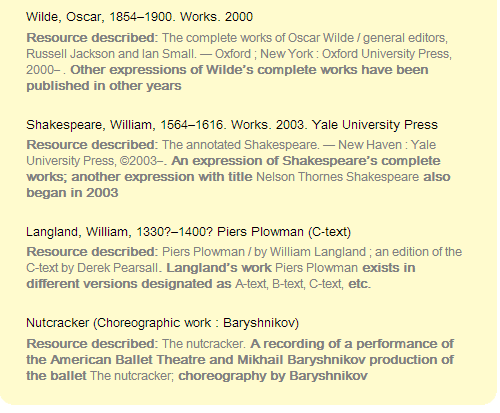 Wilde, Oscar, 1854–1900. Works. 2000
Resource described: The complete works of Oscar Wilde / general editors,
Russell Jackson and Ian Small. — Oxford ; New York : Oxford University Press,
2000– . Other expressions of Wilde’s complete works have been
published in other years
Shakespeare, William, 1564–1616. Works. 2003. Yale University Press
Resource described: The annotated Shakespeare. — New Haven : Yale
University Press, ©2003–. An expression of Shakespeare’s complete
works; another expression with title Nelson Thornes Shakespeare also
began in 2003
Langland, William, 1330?–1400? Piers Plowman (C-text)
Resource described: Piers Plowman / by William Langland ; an edition of the
C-text by Derek Pearsall. Langland’s work Piers Plowman exists in
different versions designated as A-text, B-text, C-text, etc.
Nutcracker (Choreographic work : Baryshnikov)
Resource described: The nutcracker. A recording of a performance of
the American Ballet Theatre and Mikhail Baryshnikov production of
the ballet The nutcracker; choreography by Baryshnikov